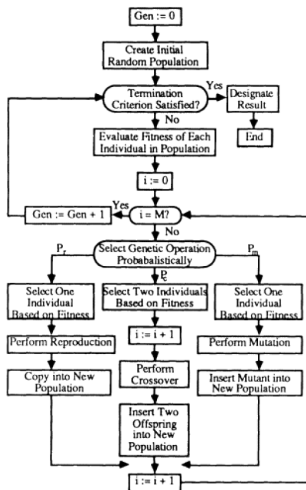 Gen := 0
Create Initial
Random Population
Termination
Criterion Satisfied?
Yes
Designate
Result
End
No
Evaluate Fitness of Each
Individual in Population
i := 0
Gen := Gen + 1
Yes
i = M?
No
Select Genetic Operation
Probabalistically
Pr
Pc
Pm
Select One
Individual
Based on Fitness
Perform Reproduction
Copy into New
Population
Select Two Individuals
Based on Fitness
i := i + 1
Perform
Crossover
Insert Two
Offspring
into New
Population
Select One
Individual
Based on Fitness
Perform Mutation
Insert Mutant into
New Population
i := i + 1